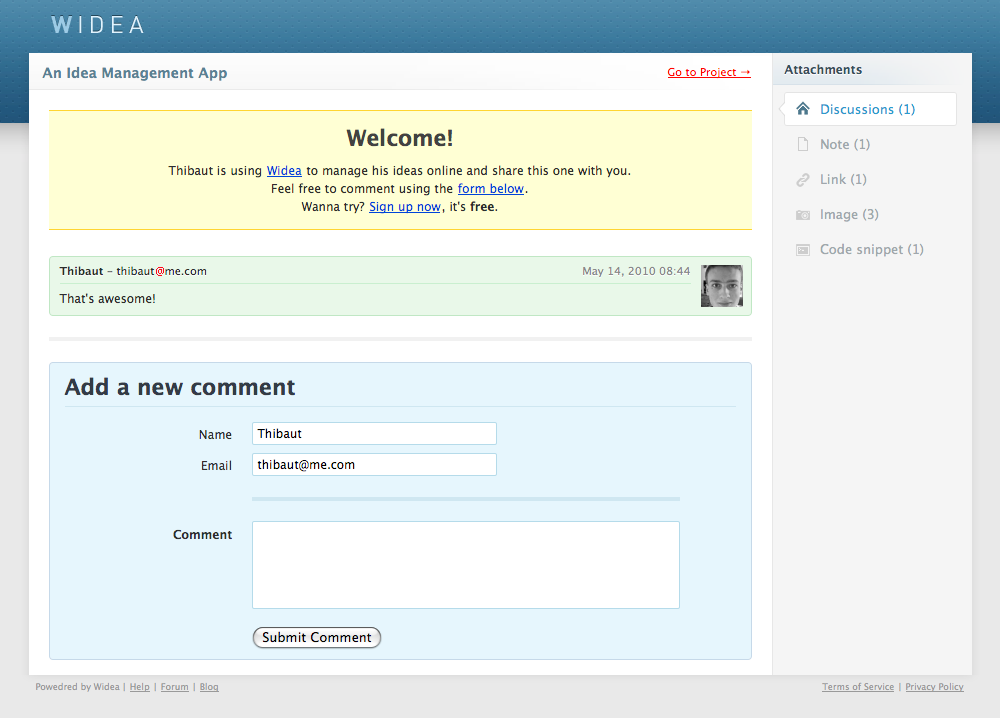 WIDEA
An Idea Management App
Go to Project →
Welcome!
Thibaut is using Widea to manage his ideas online and share this one with you.
Feel free to comment using the form below.
Wanna try? Sign up now, it's free.
Thibaut – thibaut@me.com
May 14, 2010 08:44
That's awesome!
Add a new comment
Name
Thibaut
Email
thibaut@me.com
Comment
Submit Comment
Attachments
Discussions (1)
Note (1)
Link (1)
Image (3)
Code snippet (1)
Powedred by Widea | Help | Forum | Blog
Terms of Service | Privacy Policy